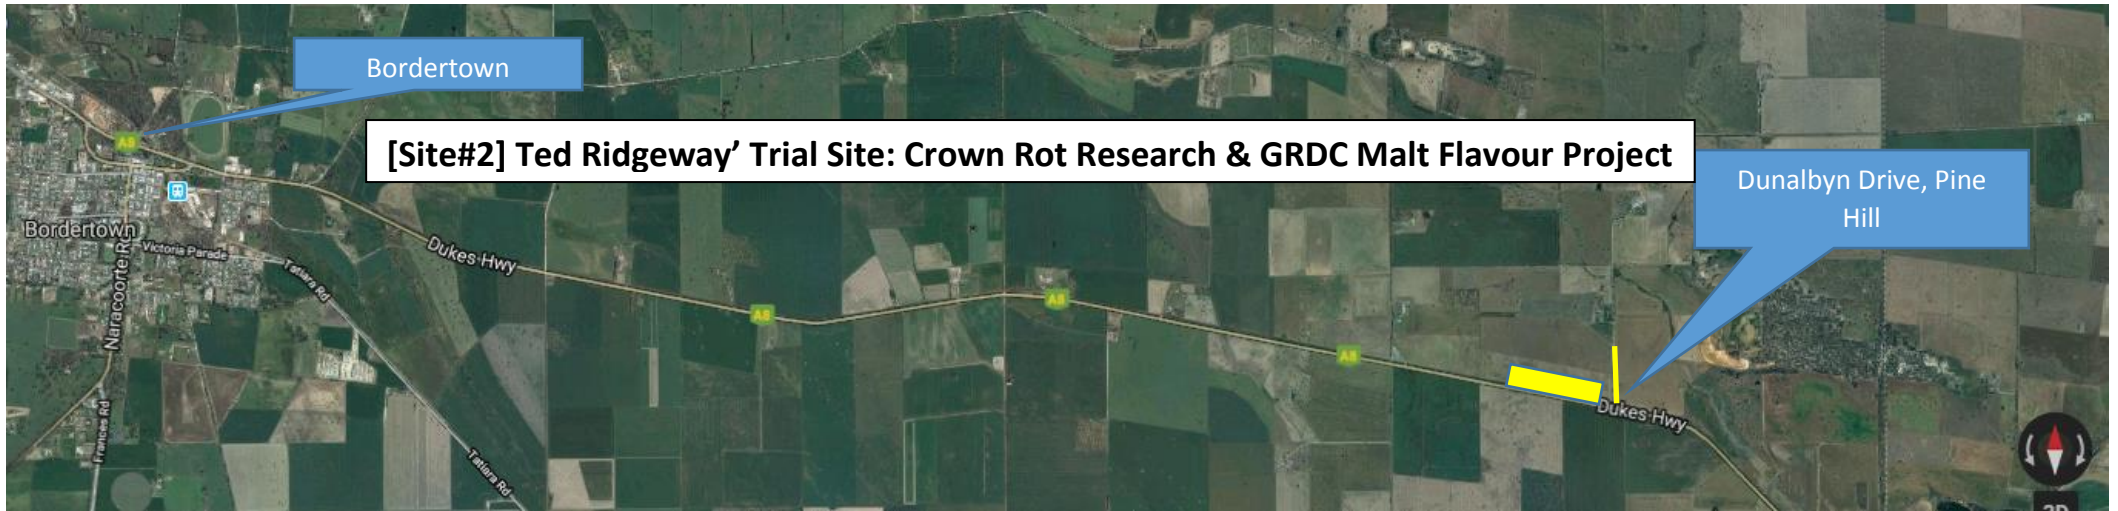 Bordertown
A8
[Site#2] Ted Ridgeway’ Trial Site: Crown Rot Research & GRDC Malt Flavour Project
Dunalbyn Drive, Pine
Hill
Bordertown
Victoria Parade
Naracoorte Rd
Tatiara Rd
Dukes Hwy
A8
A8
A8
Dukes Hwy
Frances Rd
Tatiara Rd